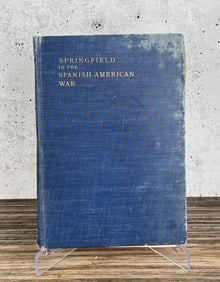 SPRINGFIELD
IN THE....
SPANISH-AMERICAN
WAR........